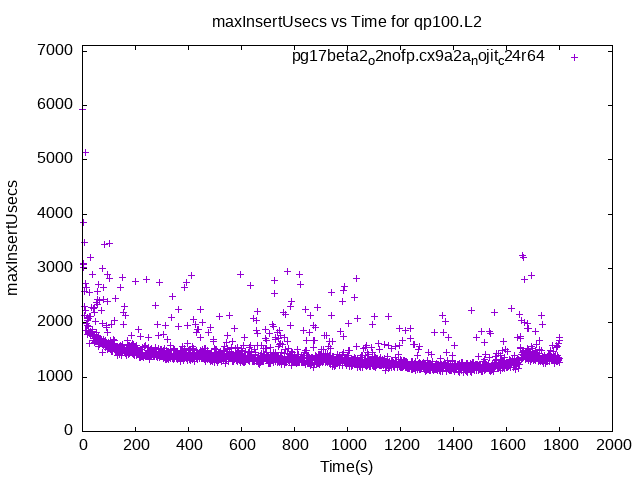 maxInsertUsecs vs Time for qp100.L2
pg17beta2o2nofp.cx9a2anojitc24r64
7000
6000
5000
4000
3000
2000
1000
0
maxInsertUsecs
0 200 400 600 800 1000 1200 1400 1600 1800 2000
Time(s)